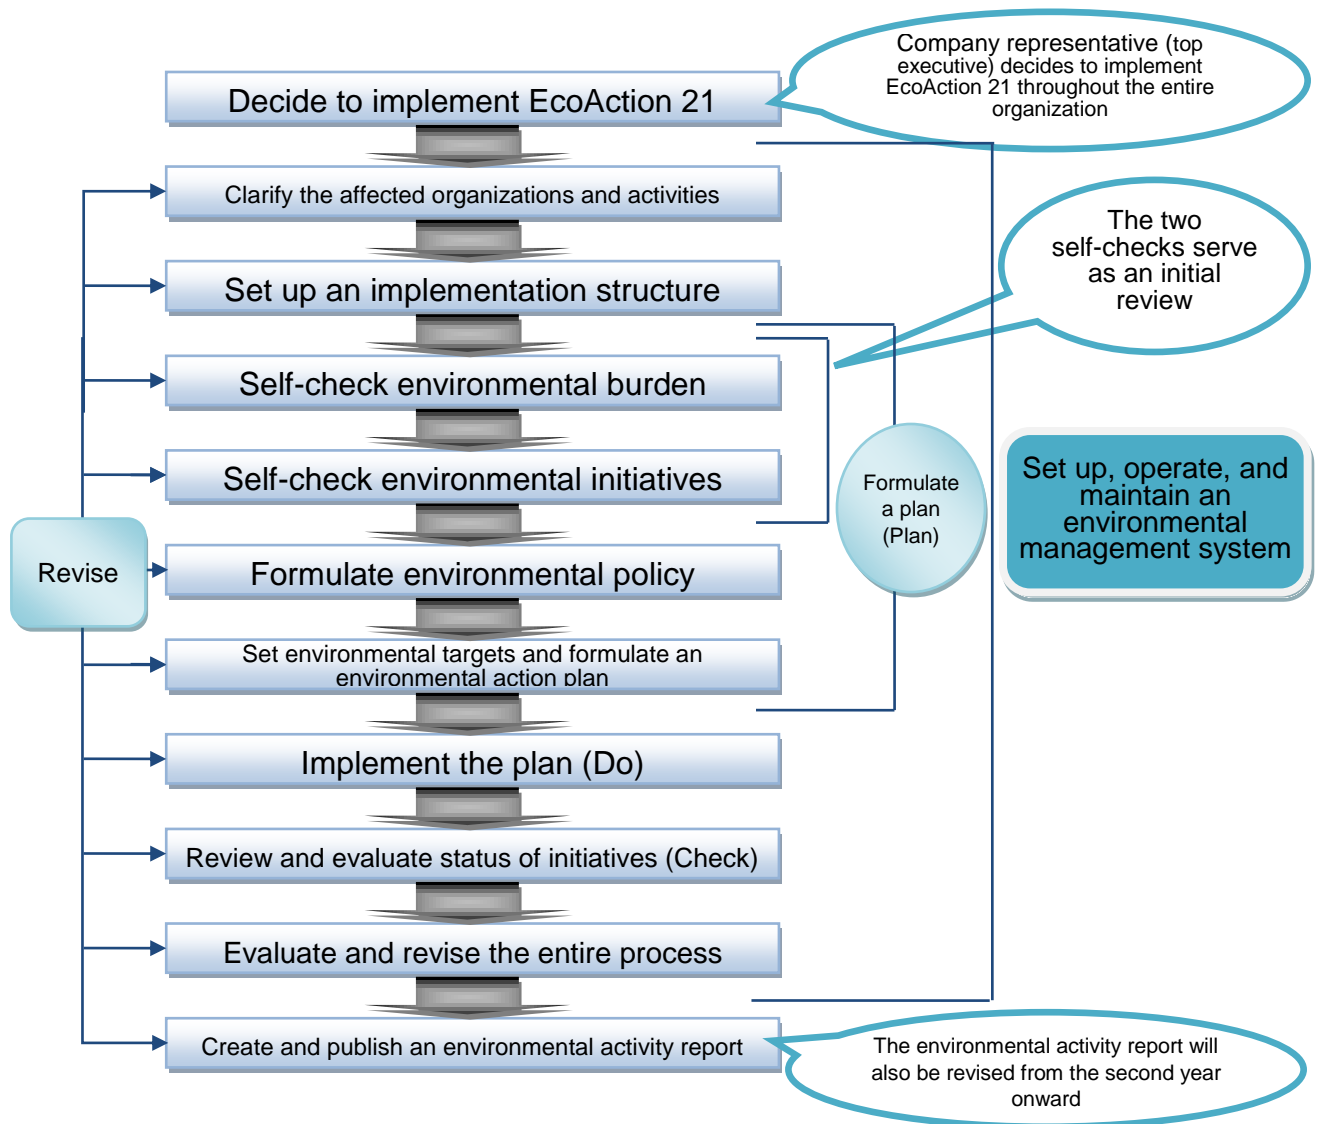 Company representative (top
executive) decides to implement
EcoAction 21 throughout the entire
organization
Decide to implement EcoAction 21
Clarify the affected organizations and activities
The two
self-checks serve
as an initial
review
Set up an implementation structure
Self-check environmental burden
Self-check environmental initiatives
Formulate
a plan
(Plan)
Set up, operate, and
maintain an
environmental
management system
Revise
Formulate environmental policy
Set environmental targets and formulate an
environmental action plan
Implement the plan (Do)
Review and evaluate status of initiatives (Check)
Evaluate and revise the entire process
Create and publish an environmental activity report
The environmental activity report will
also be revised from the second year
onward